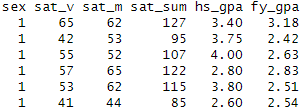 sex sat_v sat_m sat_sum hs_gpa fy_gpa
1 65 62 127 3.40 3.18
1 42 53 95 3.75 2.42
1 55 52 107 4.00 2.63
1 57 65 122 2.80 2.83
1 53 62 115 3.80 2.51
1 41 44 85 2.60 2.54